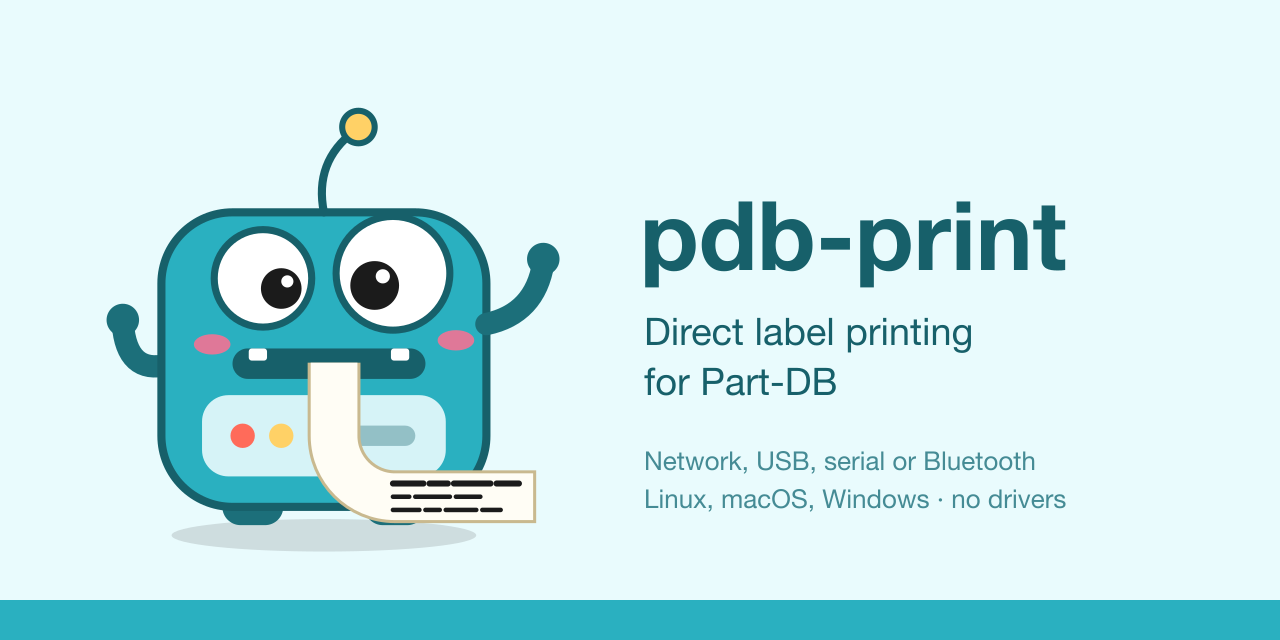 pdb-print
Direct label printing
for Part-DB
Network, USB, serial or Bluetooth
Linux, macOS, Windows · no drivers